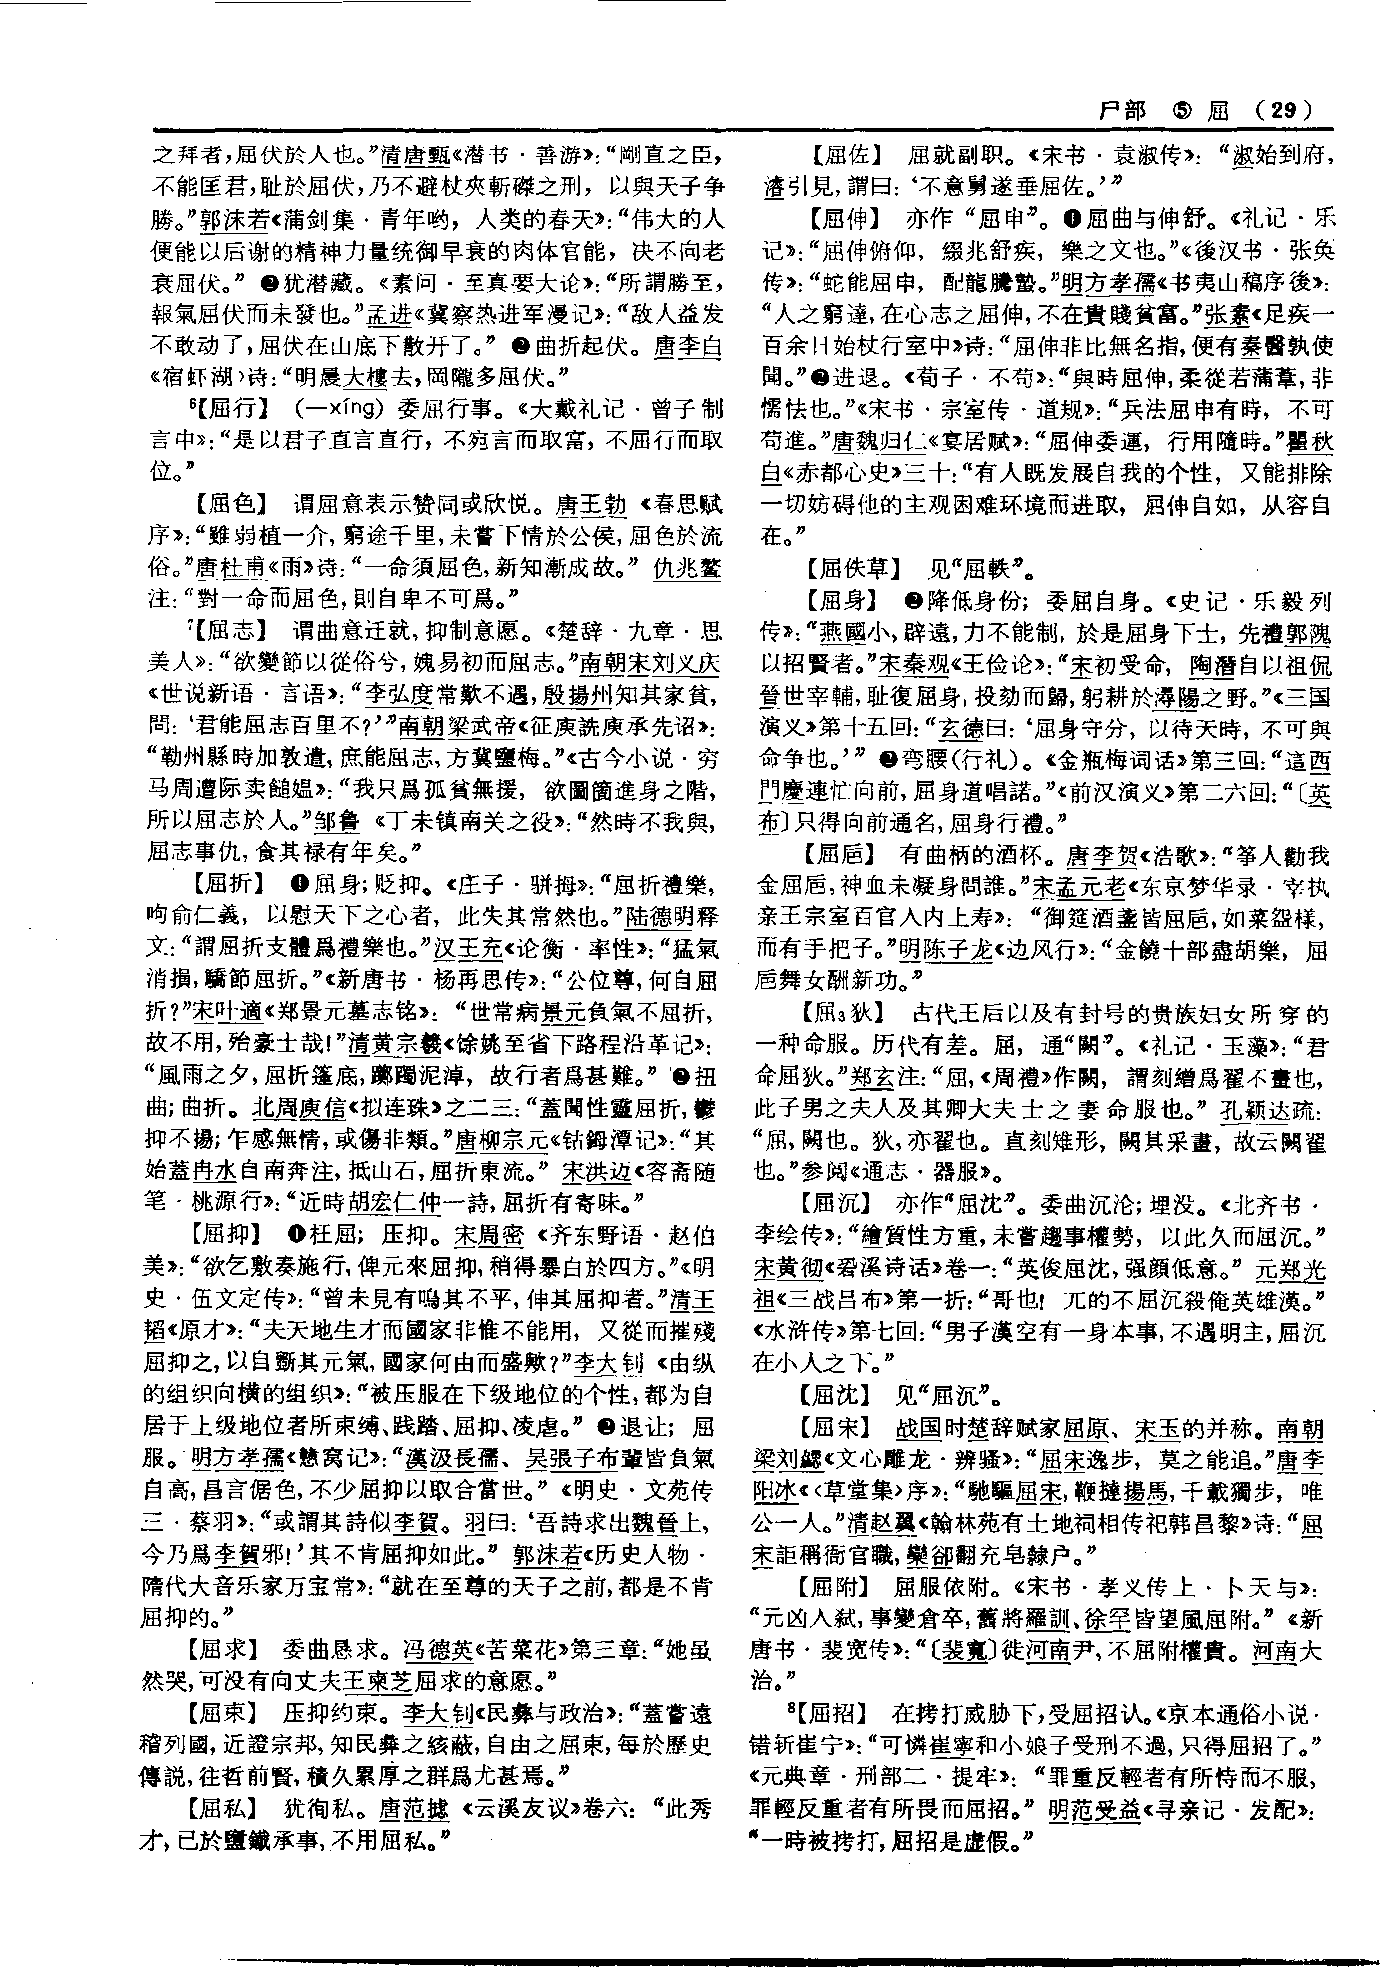 尸部 ⑤ 屈 （29）
之拜者，屈伏於人也。”清唐甄《潜书·善游》：“剛直之臣，
不能匡君，耻於屈伏，乃不避杖夾斬磔之刑，以與天子争
勝。”郭沫若《蒲剑集·青年哟，人类的春天》：“伟大的人
便能以后谢的精神力量统御早衰的肉体官能，决不向老
衰屈伏。” ❷犹潜藏。《素问·至真要大论》：“所謂勝至，
報氣屈伏而未發也。”孟进《冀察热进军漫记》：“敌人益发
不敢动了，屈伏在山底下散开了。” ❷曲折起伏。唐李白
《宿虾湖》诗：“明晨大樓去，岡隴多屈伏。”
⁶【屈行】 （—xíng）委屈行事。《大戴礼记·曾子制
言中》：“是以君子直言直行，不宛言而取富，不屈行而取
位。”
【屈色】 谓屈意表示赞同或欣悦。唐王勃《春思赋
序》：“雖弱植一介，窮途千里，未嘗下情於公侯，屈色於流
俗。”唐杜甫《雨》诗：“一命須屈色，新知漸成故。” 仇兆鳌
注：“對一命而屈色，則自卑不可爲。”
⁷【屈志】 谓曲意迁就，抑制意愿。《楚辞·九章·思
美人》：“欲變節以從俗兮，媿易初而屈志。”南朝宋刘义庆
《世说新语·言语》：“李弘度常歎不遇，殷揚州知其家貧，
問：‘君能屈志百里不？’”南朝梁武帝《征庾詵庾承先诏》：
“勒州縣時加敦遣，庶能屈志，方冀鹽梅。”《古今小说·穷
马周遭际卖䭔媪》：“我只爲孤貧無援，欲圖箇進身之階，
所以屈志於人。”邹鲁《丁未镇南关之役》：“然時不我與，
屈志事仇，食其禄有年矣。”
【屈折】 ❶屈身；贬抑。《庄子·骈拇》：“屈折禮樂，
呴俞仁義，以慰天下之心者，此失其常然也。”陆德明释
文：“謂屈折支體爲禮樂也。”汉王充《论衡·率性》：“猛氣
消損，驕節屈折。”《新唐书·杨再思传》：“公位尊，何自屈
折？”宋叶適《郑景元墓志铭》：“世常病景元負氣不屈折，
故不用，殆豪士哉！”清黄宗羲《馀姚至省下路程沿革记》：
“風雨之夕，屈折篷底，躑躅泥淖，故行者爲甚難。” ❷扭
曲；曲折。北周庾信《拟连珠》之二三：“蓋聞性靈屈折，鬱
抑不揚；乍感無情，或傷非類。”唐柳宗元《钴鉧潭记》：“其
始蓋冉水自南奔注，抵山石，屈折東流。” 宋洪迈《容斋随
笔·桃源行》：“近時胡宏仁仲一詩，屈折有寄味。”
【屈抑】 ❶枉屈；压抑。宋周密《齐东野语·赵伯
美》：“欲乞敷奏施行，俾元來屈抑，稍得暴白於四方。”《明
史·伍文定传》：“曾未見有鳴其不平，伸其屈抑者。”清王
韬《原才》：“夫天地生才而國家非惟不能用，又從而摧殘
屈抑之，以自斲其元氣，國家何由而盛歟？”李大钊《由纵
的组织向横的组织》：“被压服在下级地位的个性，都为自
居于上级地位者所束缚、践踏、屈抑、凌虐。” ❷退让；屈
服。明方孝孺《戆窝记》：“漢汲長孺、吴張子布輩皆負氣
自高，昌言倨色，不少屈抑以取合當世。”《明史·文苑传
三·蔡羽》：“或謂其詩似李賀。羽曰：‘吾詩求出魏晉上，
今乃爲李賀邪！’其不肯屈抑如此。” 郭沫若《历史人物·
隋代大音乐家万宝常》：“就在至尊的天子之前，都是不肯
屈抑的。”
【屈求】 委曲恳求。冯德英《苦菜花》第三章：“她虽
然哭，可没有向丈夫王柬芝屈求的意愿。”
【屈束】 压抑约束。李大钊《民彝与政治》：“蓋嘗遠
稽列國，近證宗邦，知民彝之絃蔽，自由之屈束，每於歷史
傳説，往哲前賢，積久累厚之群爲尤甚焉。”
【屈私】 犹徇私。唐范摅《云溪友议》卷六：“此秀
才，已於鹽鐵承事，不用屈私。”
【屈佐】 屈就副职。《宋书·袁淑传》：“淑始到府，
濬引見，謂曰：‘不意舅遂垂屈佐。’”
【屈伸】 亦作“屈申”。❶屈曲与伸舒。《礼记·乐
记》：“屈伸俯仰，綴兆舒疾，樂之文也。”《後汉书·张奂
传》：“蛇能屈申，配龍騰蟄。”明方孝孺《书夷山稿序後》：
“人之窮達，在心志之屈伸，不在貴賤貧富。”张素《足疾一
百余日始杖行室中》诗：“屈伸非比無名指，便有秦醫孰使
聞。”❷进退。《荀子·不苟》：“與時屈伸，柔從若蒲葦，非
懦怯也。”《宋书·宗室传·道规》：“兵法屈申有時，不可
苟進。”唐魏归仁《宴居赋》：“屈伸委運，行用隨時。”瞿秋
白《赤都心史》三十：“有人既发展自我的个性，又能排除
一切妨碍他的主观困难环境而进取，屈伸自如，从容自
在。”
【屈佚草】 见“屈軼”。
【屈身】 ❷降低身份；委屈自身。《史记·乐毅列
传》：“燕國小，辟遠，力不能制，於是屈身下士，先禮郭隗
以招賢者。”宋秦观《王俭论》：“宋初受命，陶潛自以祖侃
晉世宰輔，耻復屈身，投劾而歸，躬耕於潯陽之野。”《三国
演义》第十五回：“玄德曰：‘屈身守分，以待天時，不可與
命争也。’” ❷弯腰（行礼）。《金瓶梅词话》第三回：“這西
門慶連忙向前，屈身道唱諾。”《前汉演义》第二六回：“〔英
布〕只得向前通名，屈身行禮。”
【屈卮】 有曲柄的酒杯。唐李贺《浩歌》：“筝人勸我
金屈卮，神血未凝身問誰。”宋孟元老《东京梦华录·宰执
亲王宗室百官入内上寿》：“御筵酒盞皆屈卮，如菜盌樣，
而有手把子。”明陈子龙《边风行》：“金饒十部盡胡樂，屈
卮舞女酬新功。”
【屈₃狄】 古代王后以及有封号的贵族妇女所穿的
一种命服。历代有差。屈，通“闕”。《礼记·玉藻》：“君
命屈狄。”郑玄注：“屈，《周禮》作闕，謂刻繒爲翟不畫也，
此子男之夫人及其卿大夫士之妻命服也。” 孔颖达疏：
“屈，闕也。狄，亦翟也。直刻雉形，闕其采畫，故云闕翟
也。”参阅《通志·器服》。
【屈沉】 亦作“屈沈”。委曲沉沦；埋没。《北齐书·
李绘传》：“繪質性方重，未嘗趨事權勢，以此久而屈沉。”
宋黄彻《䂬溪诗话》卷一：“英俊屈沈，强顔低意。” 元郑光
祖《三战吕布》第一折：“哥也！兀的不屈沉殺俺英雄漢。”
《水浒传》第七回：“男子漢空有一身本事，不遇明主，屈沉
在小人之下。”
【屈沈】 见“屈沉”。
【屈宋】 战国时楚辞赋家屈原、宋玉的并称。南朝
梁刘勰《文心雕龙·辨骚》：“屈宋逸步，莫之能追。”唐李
阳冰《〈草堂集〉序》：“馳驅屈宋，鞭撻揚馬，千載獨步，唯
公一人。”清赵翼《翰林苑有土地祠相传祀韩昌黎》诗：“屈
宋詎稱衙官職，欒郤翻充皂隸户。”
【屈附】 屈服依附。《宋书·孝义传上·卜天与》：
“元凶入弑，事變倉卒，舊將羅訓、徐罕皆望風屈附。”《新
唐书·裴宽传》：“〔裴寬〕徙河南尹，不屈附權貴。河南大
治。”
⁸【屈招】 在拷打威胁下，受屈招认。《京本通俗小说·
错斩崔宁》：“可憐崔寧和小娘子受刑不過，只得屈招了。”
《元典章·刑部二·提牢》：“罪重反輕者有所恃而不服，
罪輕反重者有所畏而屈招。” 明范受益《寻亲记·发配》：
“一時被拷打，屈招是虚假。”